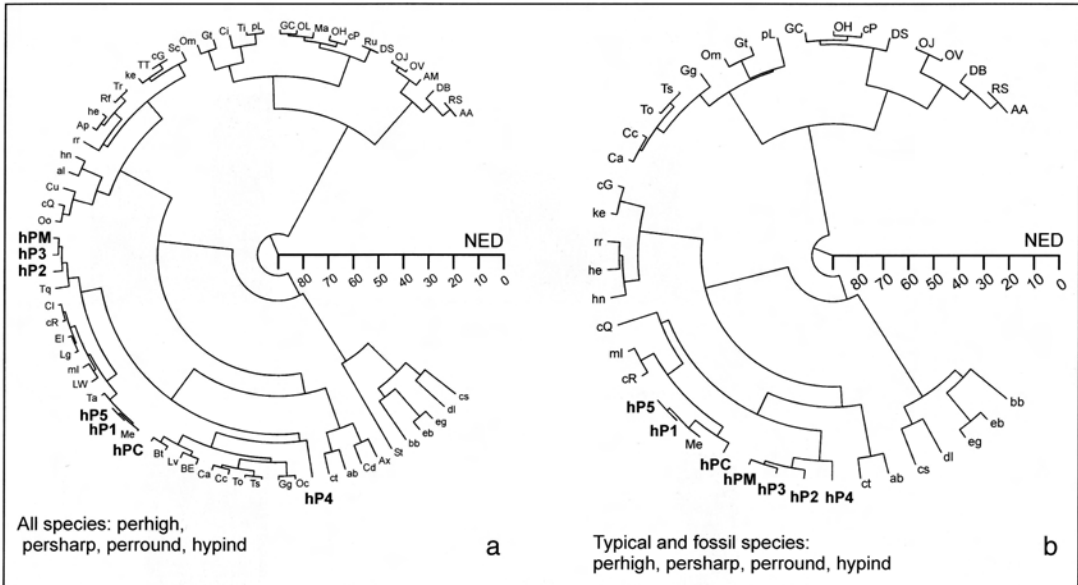 Om Gt Ci Ti pL GC OL Ma OH cP Ru DS OJ OV AM DB RS AA
Sc
cG
TT
ke
Tr
Rf
he
Ap
rr
hn
al
Cu
cQ
Oo
hPM
hP3
hP2
Tq
Cl
cR
El
Lg
ml
LW
Ta
hP5
hP1
Me
hPC
Bt Lv BE Ca Cc To Ts Gg Oc hP4 ct ab Cd Ax St bb eb eg dl cs
NED
90 80 70 60 50 40 30 20 10 0
All species: perhigh,
persharp, perround, hypind
a
Ca Cc To Ts Gg Om Gt pL GC OH cP DS OJ OV DB RS AA
cG
ke
rr
he
hn
cQ
ml
cR
hP5
hP1
Me
hPC
hPM
hP3
hP2
hP4
ct ab cs dl eg eb bb
NED
90 80 70 60 50 40 30 20 10 0
Typical and fossil species:
perhigh, persharp, perround, hypind
b